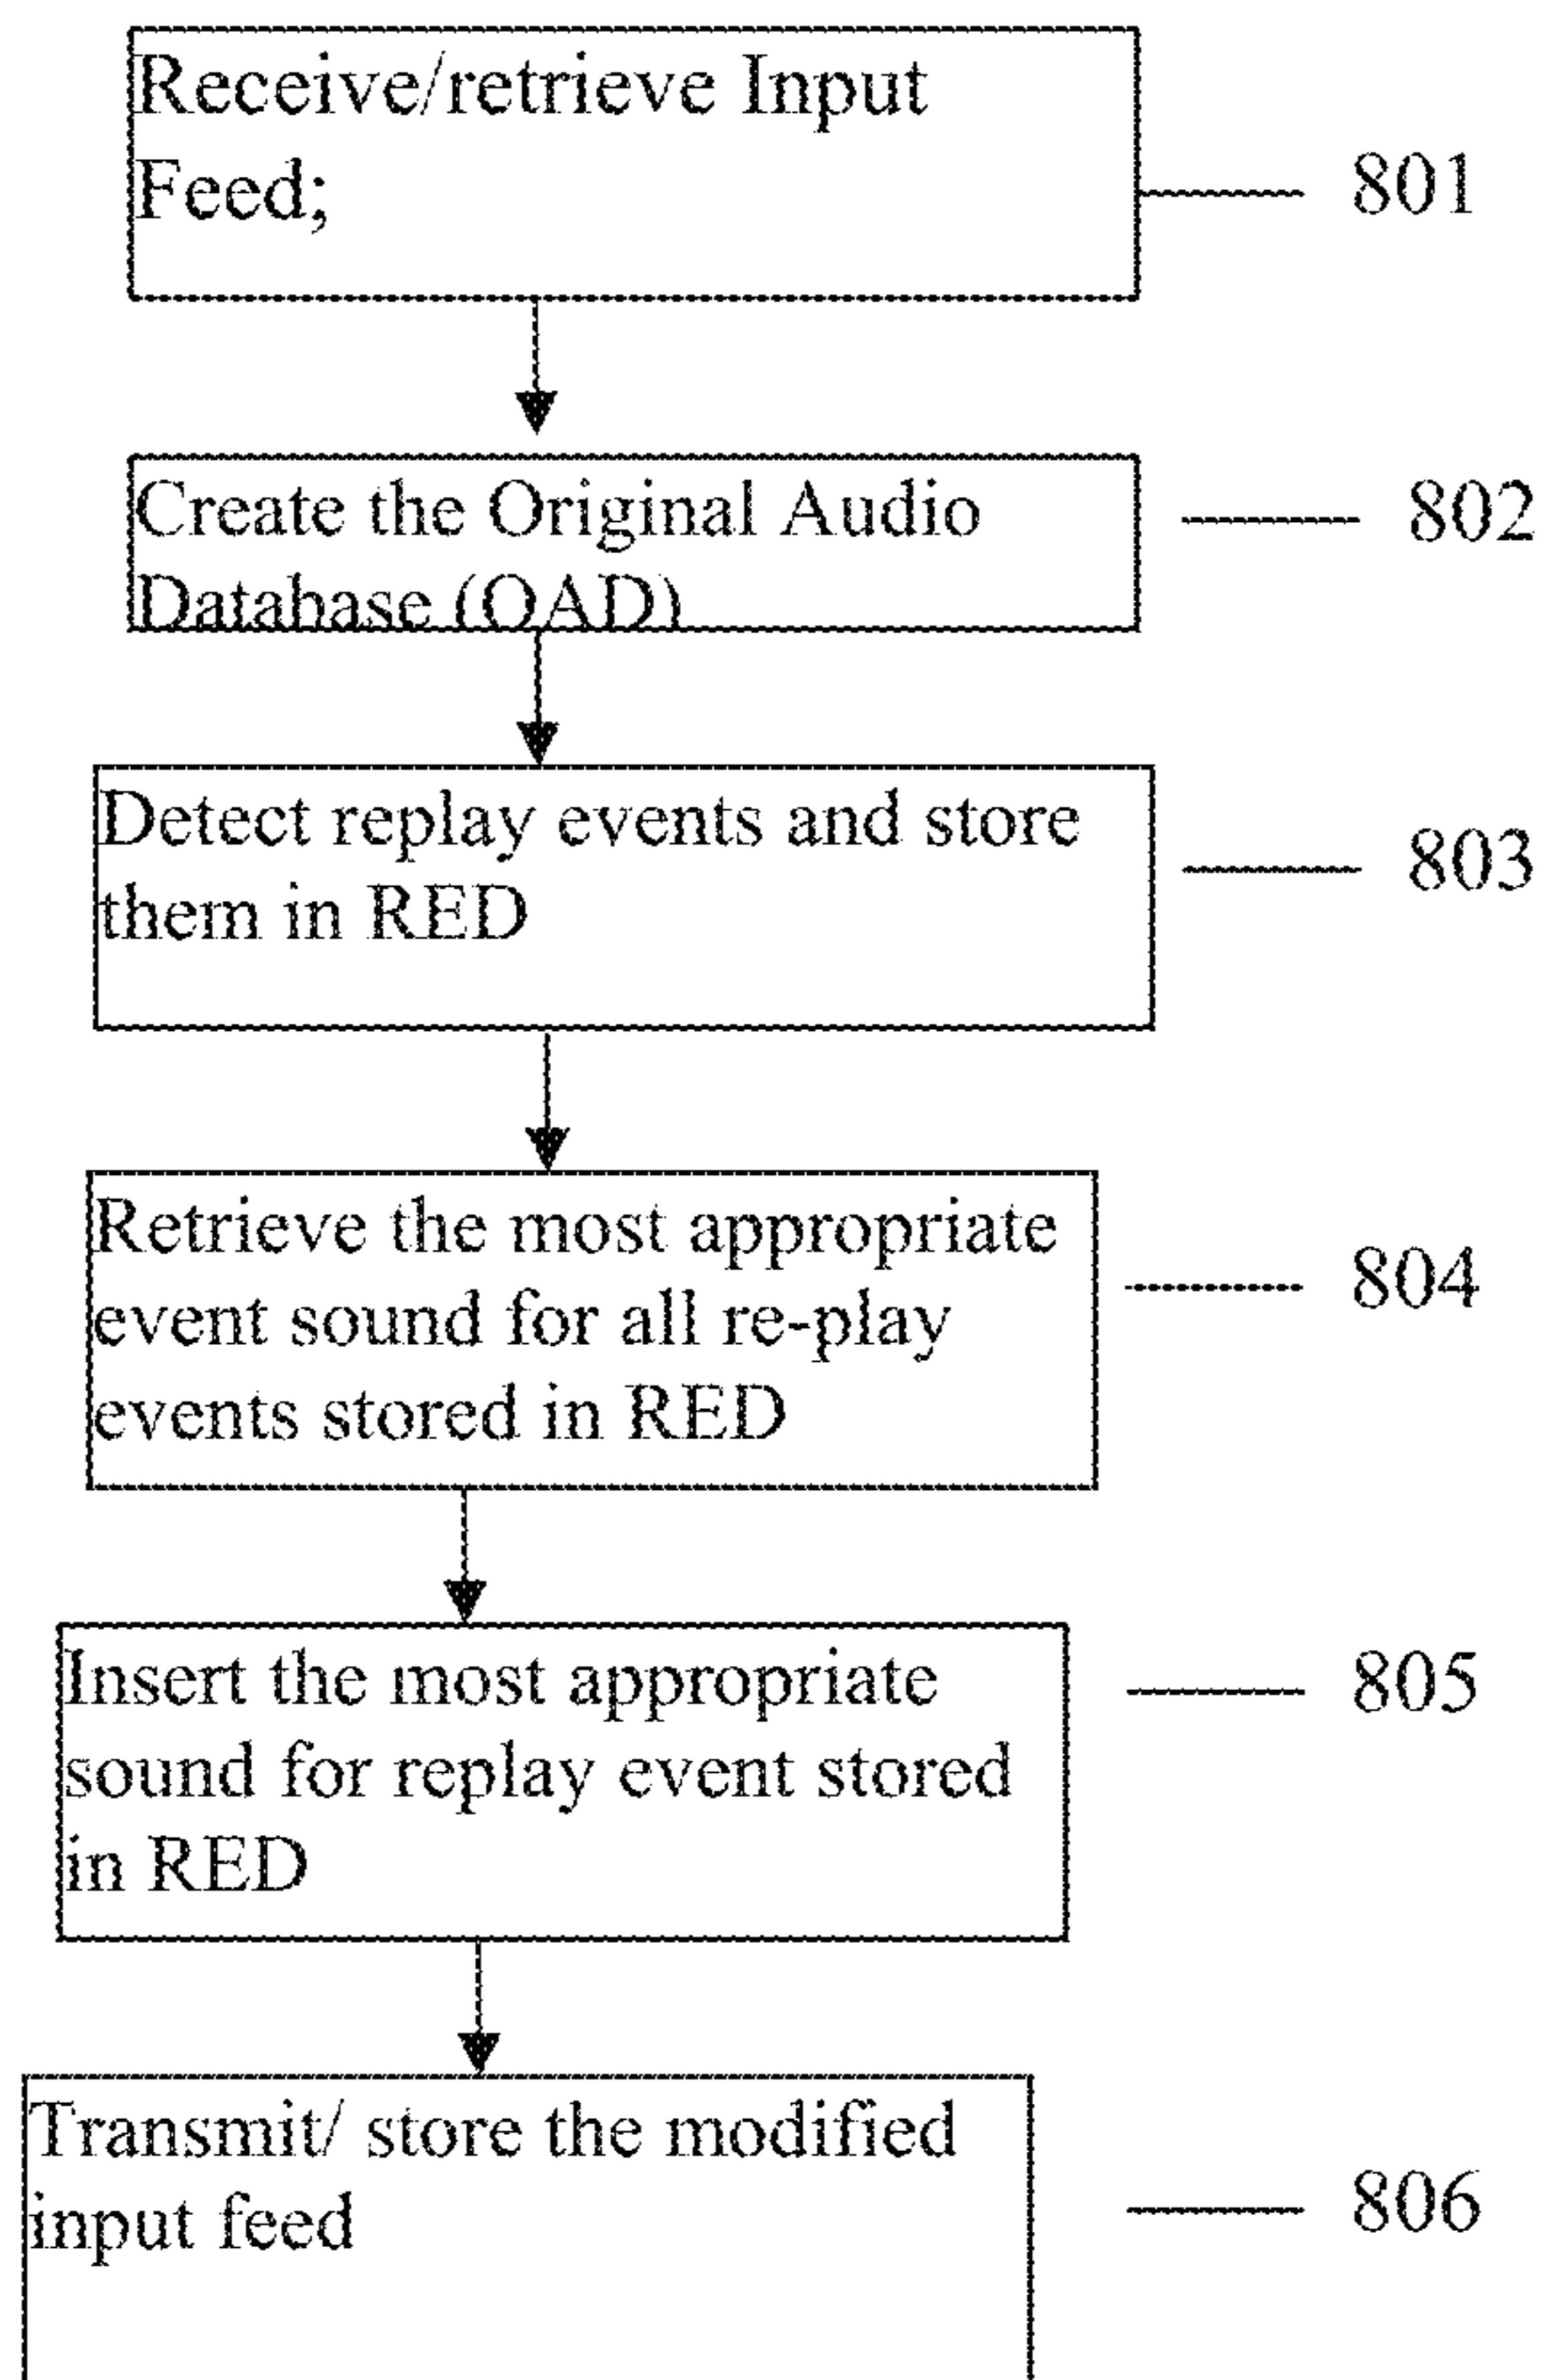 Receive/retrieve Input
Feed;
801
Create the Original Audio
Database (OAD)
802
Detect replay events and store
them in RED
803
Retrieve the most appropriate
event sound for all re-play
events stored in RED
804
Insert the most appropriate
sound for replay event stored
in RED
805
Transmit/ store the modified
input feed
806